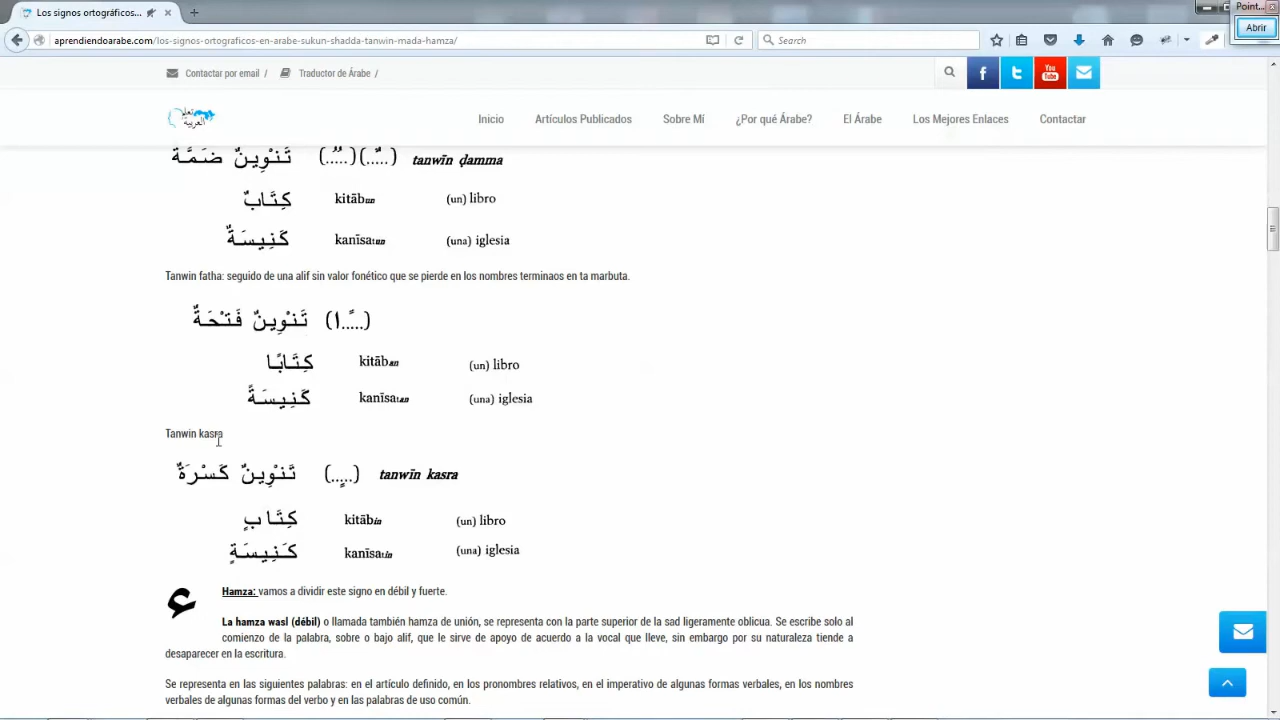 Los signos ortográficos...
Point...
Abrir
aprendiendoarabe.com/los-signos-ortograficos-en-arabe-sukun-shadda-tanwin-mada-hamza/
Search
Contactar por email /
Traductor de Árabe /
Inicio
Artículos Publicados
Sobre Mí
¿Por qué Árabe?
El Árabe
Los Mejores Enlaces
Contactar
تَنْوِينٌ ضَمَّة (.....ٌ) (.....ٌ) tanwīn ḍamma
كِتَابٌ kitābun (un) libro
كَنِيسَةٌ kanīsatun (una) iglesia
Tanwin fatha: seguido de una alif sin valor fonético que se pierde en los nombres terminaos en ta marbuta.
تَنْوِينٌ فَتْحَةٌ (.....ًا)
كِتَابًا kitāban (un) libro
كَنِيسَةً kanīsatan (una) iglesia
Tanwin kasra
تَنْوِينٌ كَسْرَةٌ (.....ٍ) tanwīn kasra
كِتَابٍ kitābin (un) libro
كَنِيسَةٍ kanīsatin (una) iglesia
ء Hamza: vamos a dividir este signo en débil y fuerte.
La hamza wasl (débil) o llamada también hamza de unión, se representa con la parte superior de la sad ligeramente oblicua. Se escribe solo al
comienzo de la palabra, sobre o bajo alif, que le sirve de apoyo de acuerdo a la vocal que lleve, sin embargo por su naturaleza tiende a
desaparecer en la escritura.
Se representa en las siguientes palabras: en el artículo definido, en los pronombres relativos, en el imperativo de algunas formas verbales, en los nombres
verbales de algunas formas del verbo y en las palabras de uso común.